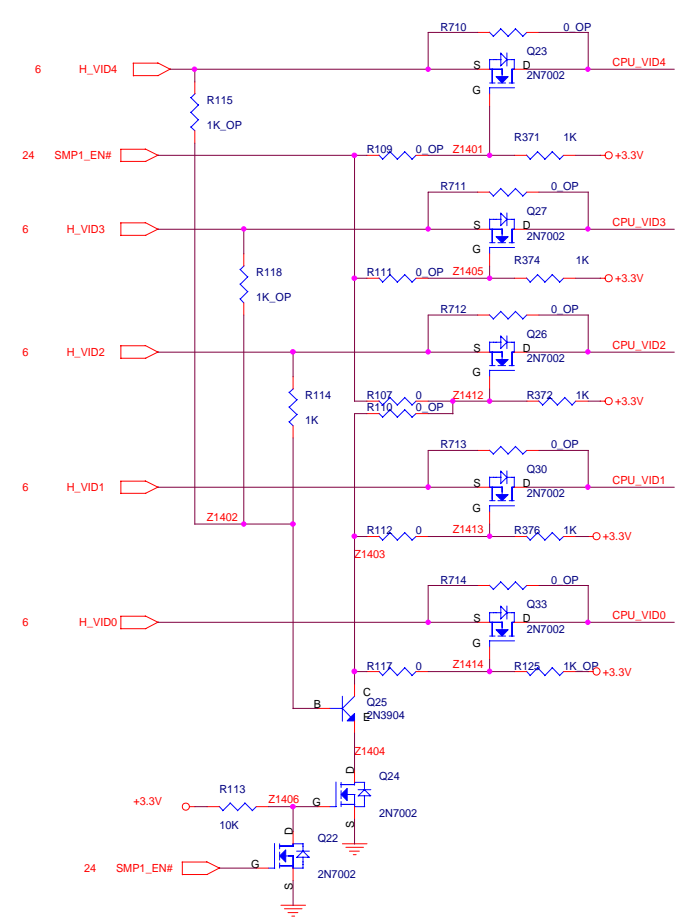 R710 0_OP
Q23
6 H_VID4 S D CPU_VID4
2N7002
G
R115
1K_OP
R371 1K
24 SMP1_EN# R109 0_OP Z1401 +3.3V
R711 0_OP
Q27
6 H_VID3 S D CPU_VID3
2N7002
G
R118 R111 0_OP Z1405 R374 1K
+3.3V
1K_OP
R712 0_OP
Q26
6 H_VID2 S D CPU_VID2
2N7002
G
R114 R107 0 Z1412 R372 1K
+3.3V
R110 0_OP
1K
R713 0_OP
Q30
6 H_VID1 S D CPU_VID1
2N7002
G
Z1402
R112 0 Z1413 R376 1K
+3.3V
Z1403
R714 0_OP
Q33
6 H_VID0 S D CPU_VID0
2N7002
G
R117 0 Z1414 R125 1K_OP
+3.3V
C
Q25
B
E 2N3904
Z1404
D
Q24
R113
+3.3V Z1406 G
2N7002
10K
S
D
Q22
24 SMP1_EN# G
2N7002
S